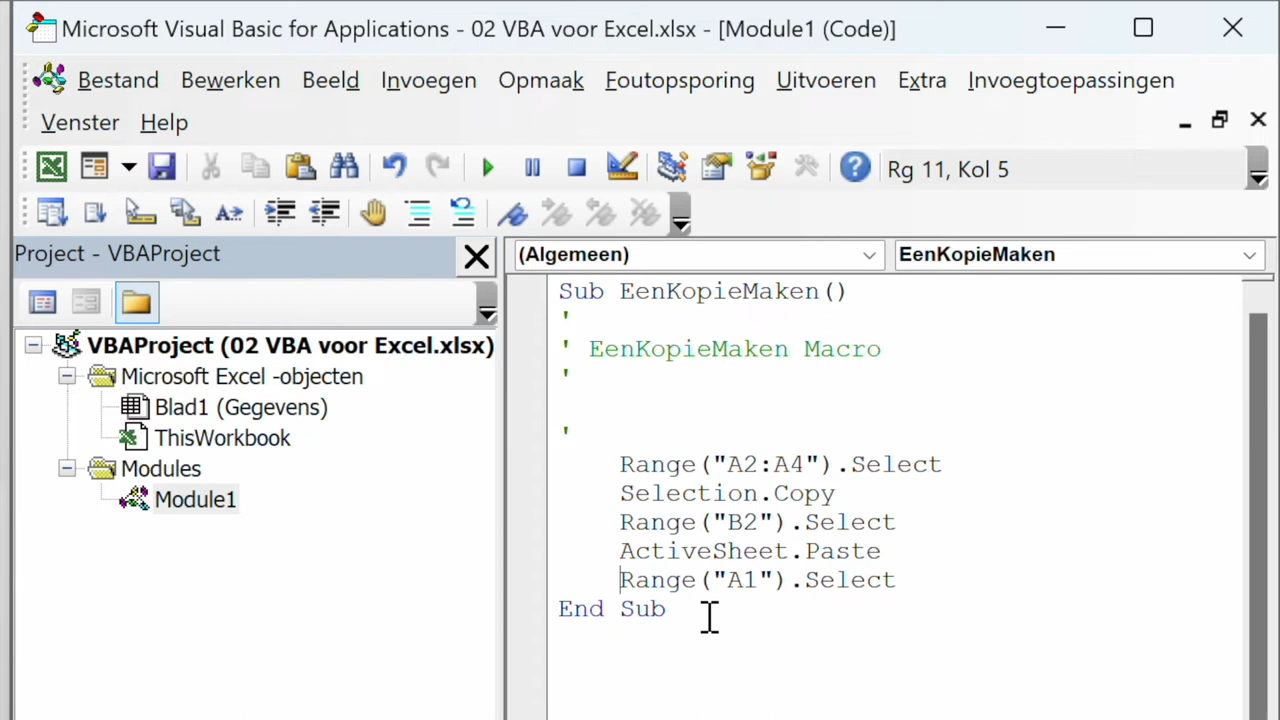 Microsoft Visual Basic for Applications - 02 VBA voor Excel.xlsx - [Module1 (Code)]
Bestand Bewerken Beeld Invoegen Opmaak Foutopsporing Uitvoeren Extra Invoegtoepassingen
Venster Help
Rg 11, Kol 5
Project - VBAProject
(Algemeen)
EenKopieMaken
VBAProject (02 VBA voor Excel.xlsx)
Microsoft Excel -objecten
Blad1 (Gegevens)
ThisWorkbook
Modules
Module1
Sub EenKopieMaken()
'
' EenKopieMaken Macro
'
'
Range("A2:A4").Select
Selection.Copy
Range("B2").Select
ActiveSheet.Paste
Range("A1").Select
End Sub